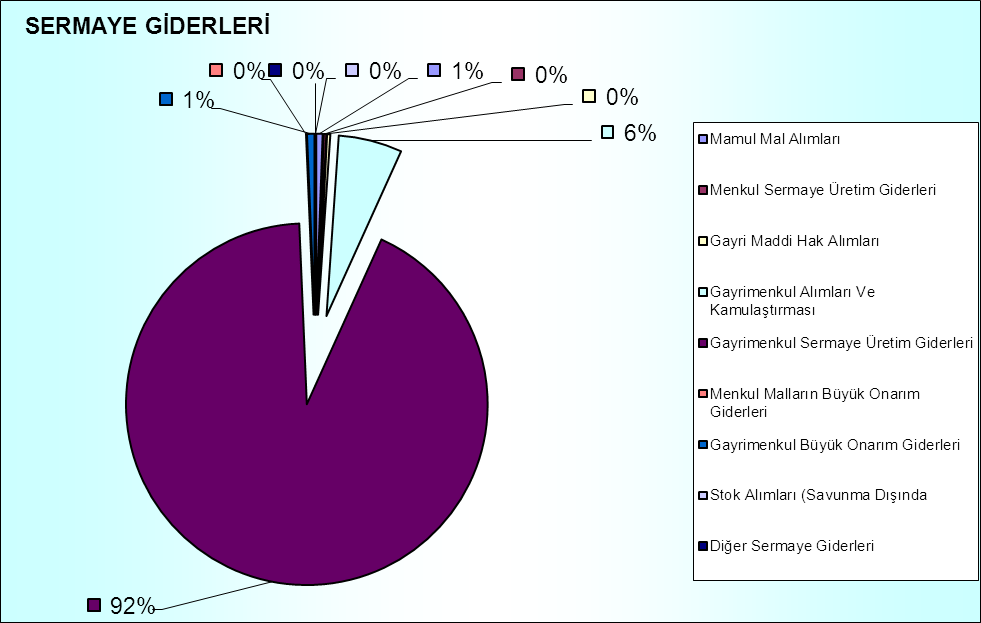 SERMAYE GİDERLERİ
0%
0%
0%
1%
0%
1%
0%
6%
Mamul Mal Alımları
Menkul Sermaye Üretim Giderleri
Gayri Maddi Hak Alımları
Gayrimenkul Alımları Ve
Kamulaştırması
Gayrimenkul Sermaye Üretim Giderleri
Menkul Malların Büyük Onarım
Giderleri
Gayrimenkul Büyük Onarım Giderleri
Stok Alımları (Savunma Dışında
Diğer Sermaye Giderleri
92%